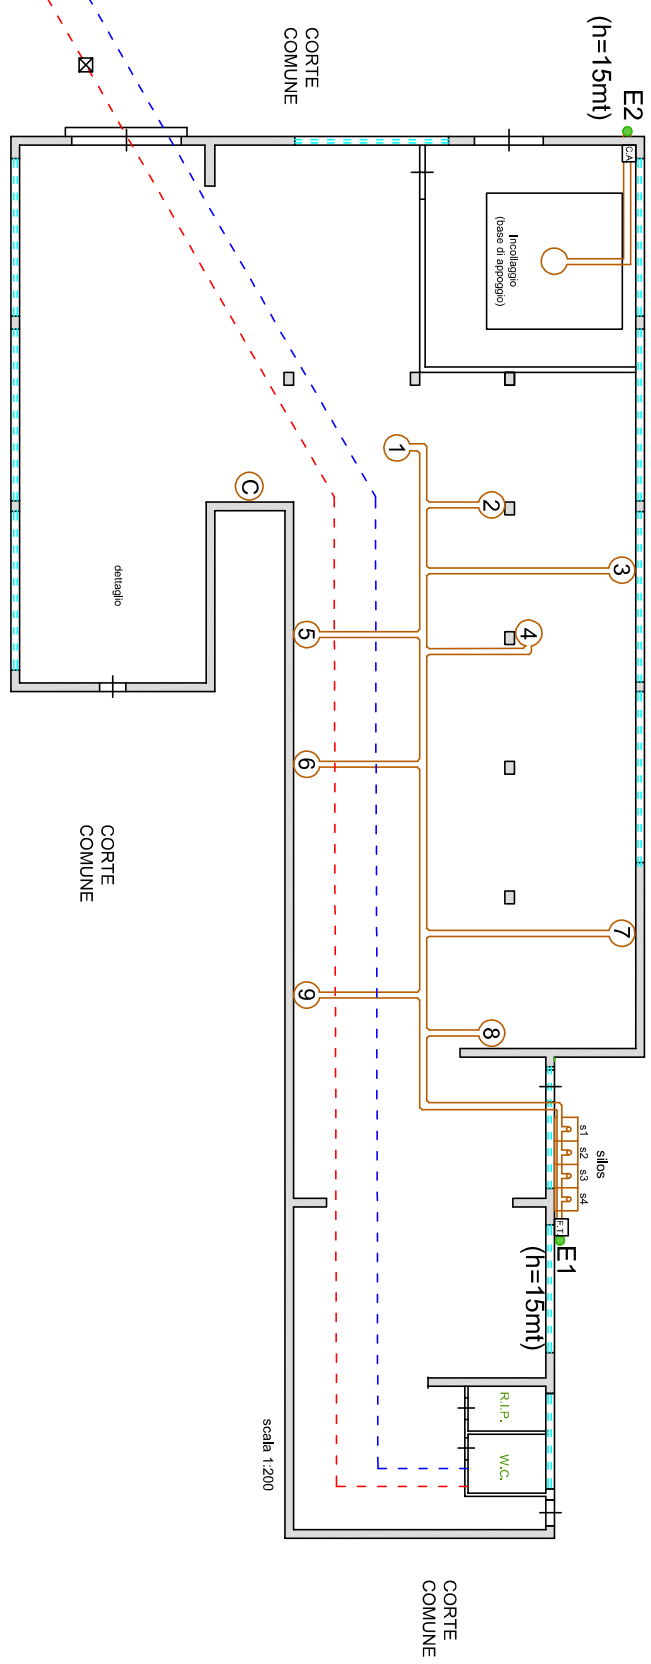 CORTE
COMUNE
E2
(h=15mt)
C.A.
Incollaggio
(base di appoggio)
1
2
3
4
5
6
7
8
9
C
dettaglio
CORTE
COMUNE
silos
s1
s2
s3
s4
F.T.
E1
(h=15mt)
R.I.P.
W.C.
scala 1:200
CORTE
COMUNE